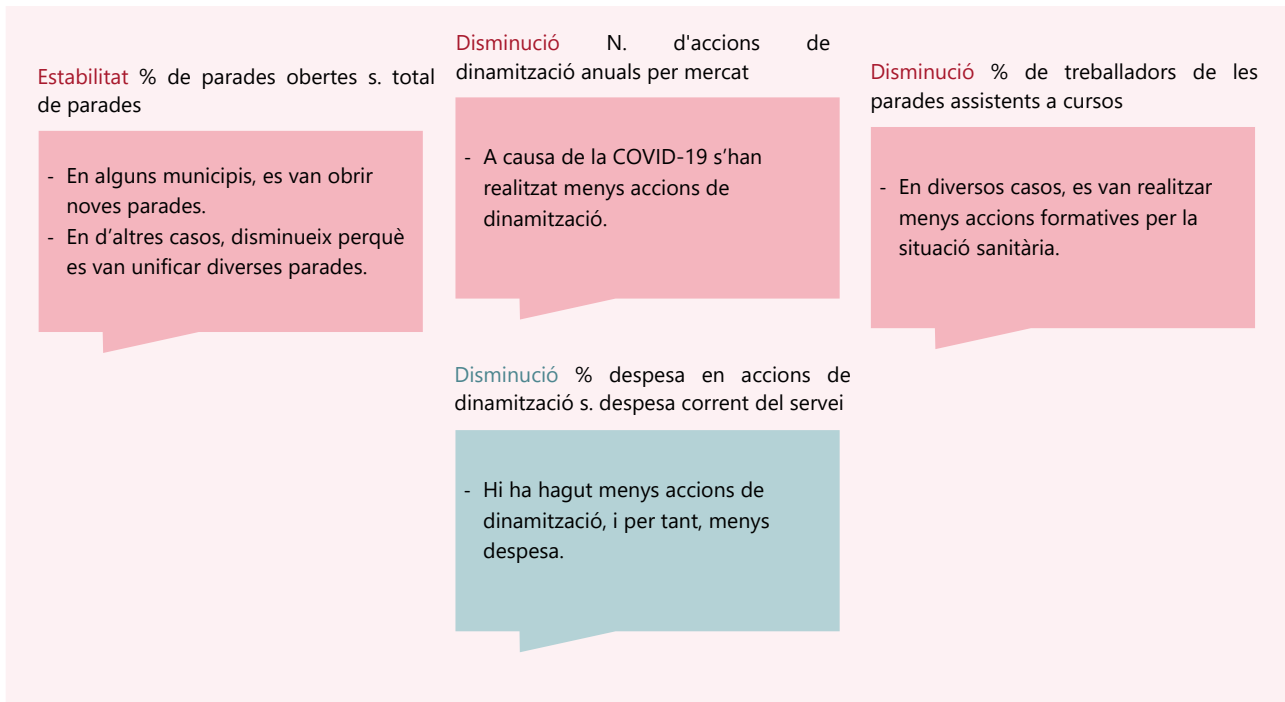 Estabilitat % de parades obertes s. total
de parades
- En alguns municipis, es van obrir
noves parades.
- En d’altres casos, disminueix perquè
es van unificar diverses parades.
Disminució N. d'accions de
dinamització anuals per mercat
- A causa de la COVID-19 s’han
realitzat menys accions de
dinamització.
Disminució % de treballadors de les
parades assistents a cursos
- En diversos casos, es van realitzar
menys accions formatives per la
situació sanitària.
Disminució % despesa en accions de
dinamització s. despesa corrent del servei
- Hi ha hagut menys accions de
dinamització, i per tant, menys
despesa.